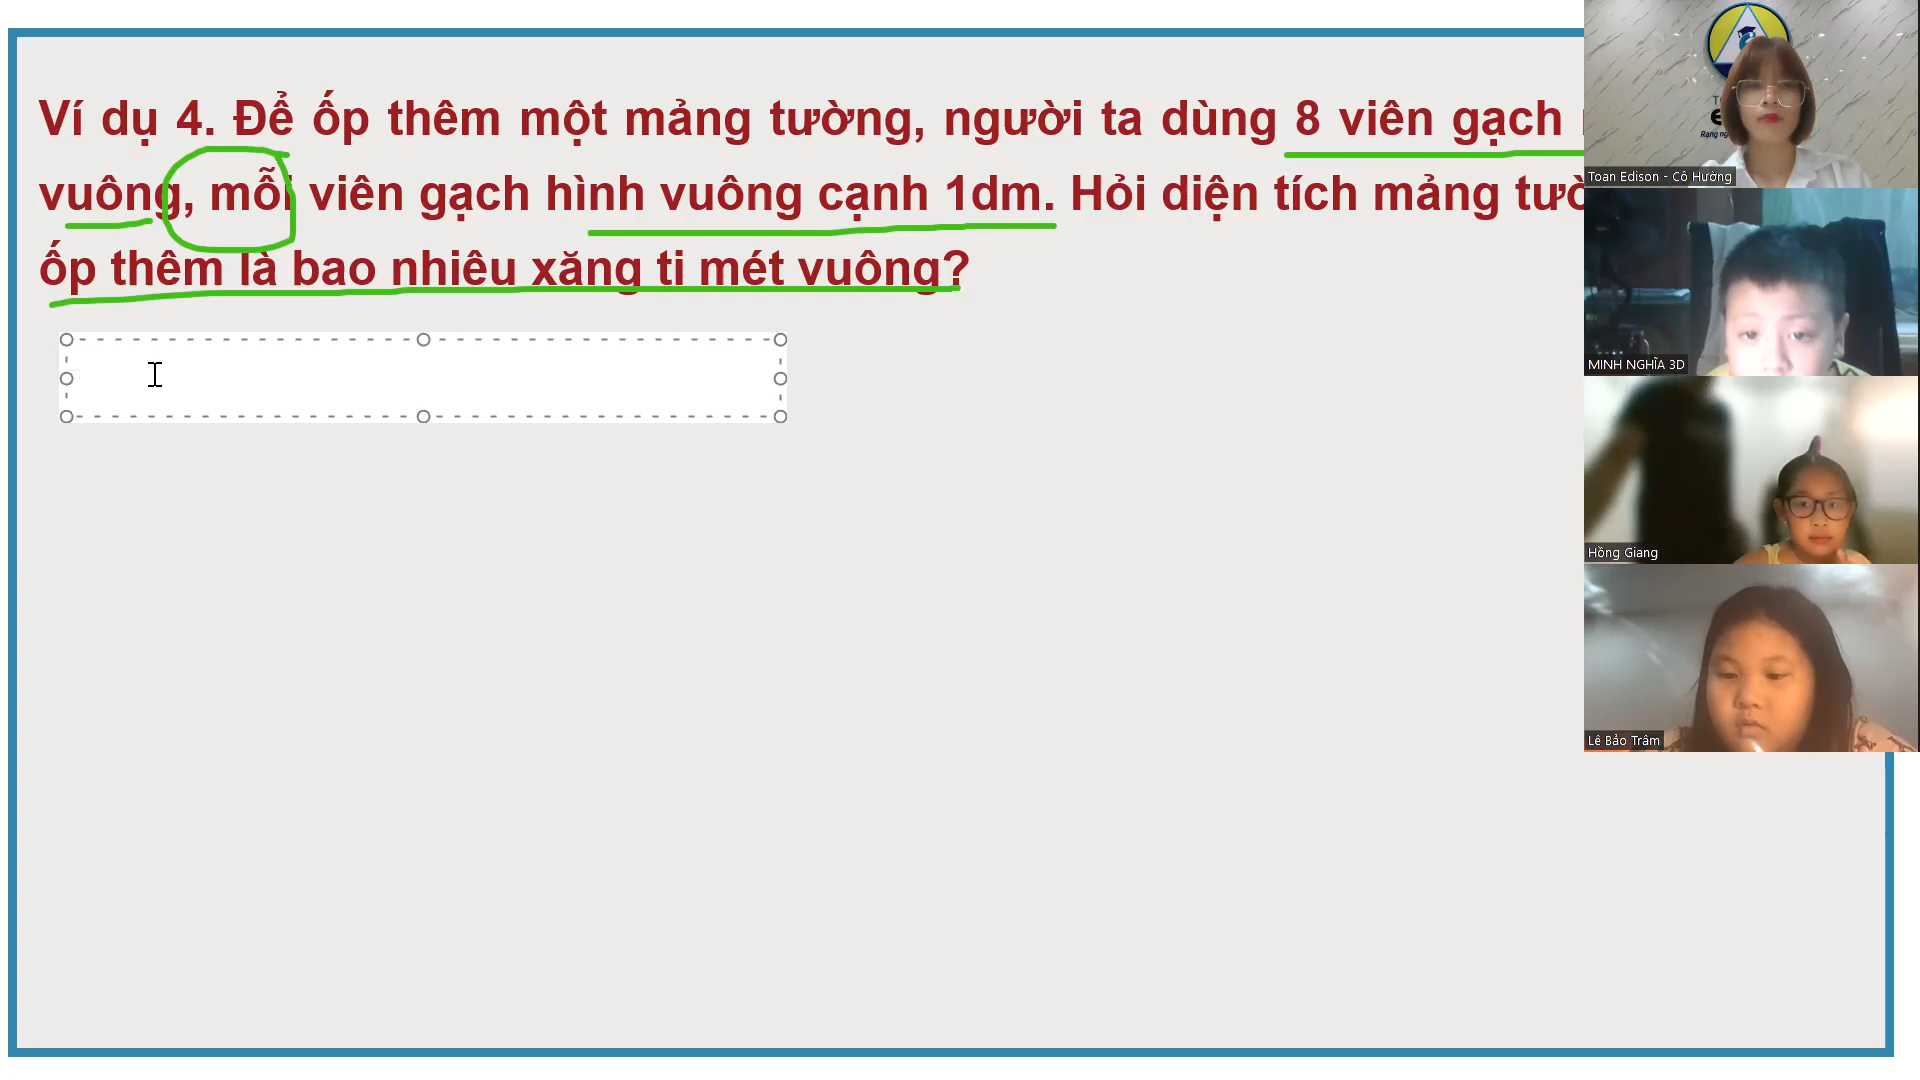 Ví dụ 4. Để ốp thêm một mảng tường, người ta dùng 8 viên gạch
vuông, mỗi viên gạch hình vuông cạnh 1dm. Hỏi diện tích mảng
ốp thêm là bao nhiêu xăng ti mét vuông?
Toan Edison - Cô Hường
MINH NGHĨA 3D
Hồng Giang
Lê Bảo Trâm